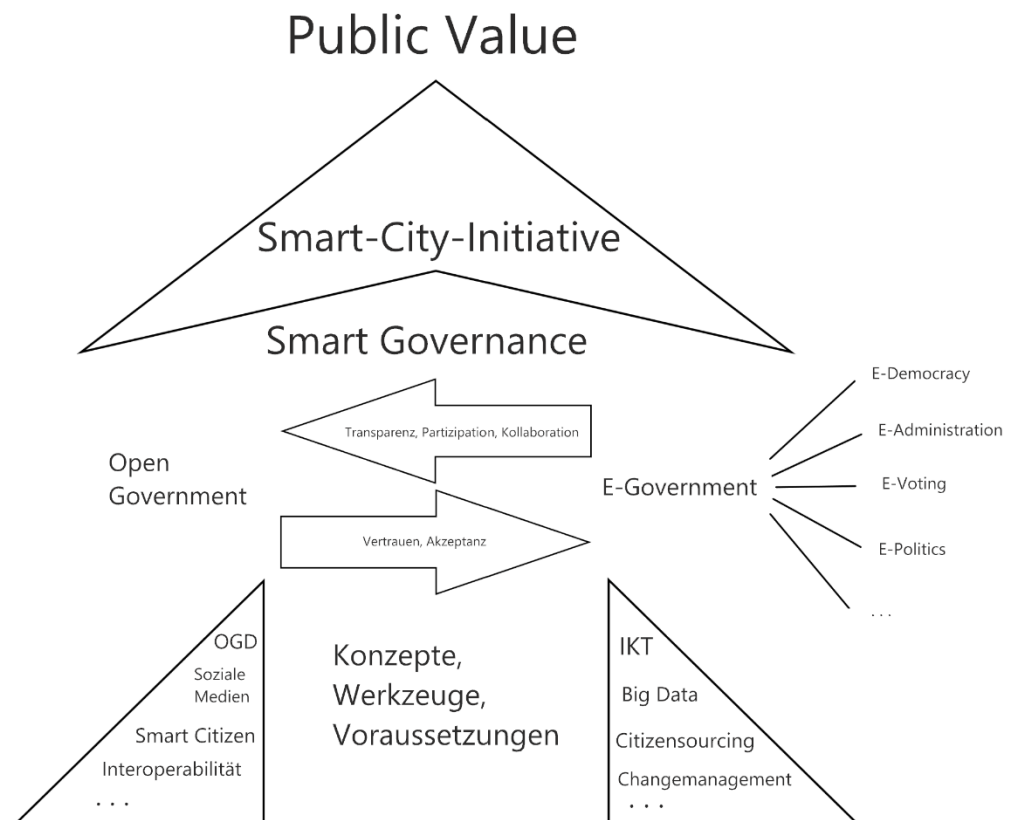 Public Value
Smart-City-Initiative
Smart Governance
Transparenz, Partizipation, Kollaboration
Open
Government
Vertrauen, Akzeptanz
E-Government
E-Democracy
E-Administration
E-Voting
E-Politics
. . .
OGD
Soziale
Medien
Smart Citizen
Interoperabilität
. . .
Konzepte,
Werkzeuge,
Voraussetzungen
IKT
Big Data
Citizensourcing
Changemanagement
. . .